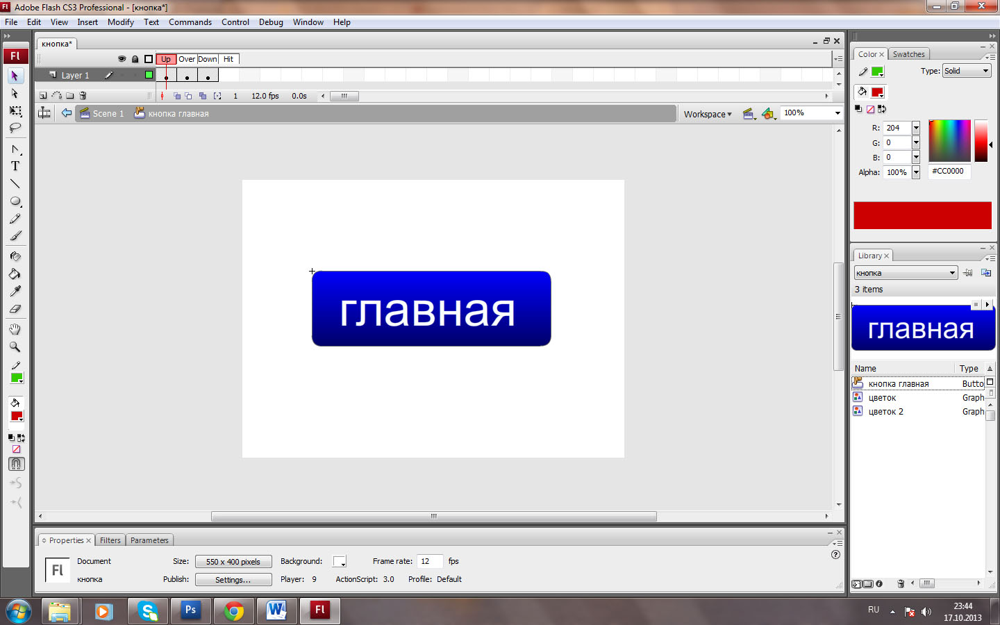 Adobe Flash CS3 Professional - [кнопка*]
File Edit View Insert Modify Text Commands Control Debug Window Help
кнопка*
Up Over Down Hit
Layer 1
1 12.0 fps 0.0s
Scene 1 кнопка главная Workspace 100%
главная
Color Swatches
Type: Solid
R: 204
G: 0
B: 0
Alpha: 100% #CC0000
Library
кнопка
3 items
главная
Name Type
кнопка главная Butto
цветок Graph
цветок 2 Graph
Properties Filters Parameters
Fl Document Size: 550 x 400 pixels Background: Frame rate: 12 fps
кнопка Publish: Settings... Player: 9 ActionScript: 3.0 Profile: Default
Fl
T
Ps
W
Fl
RU
23:44
17.10.2013